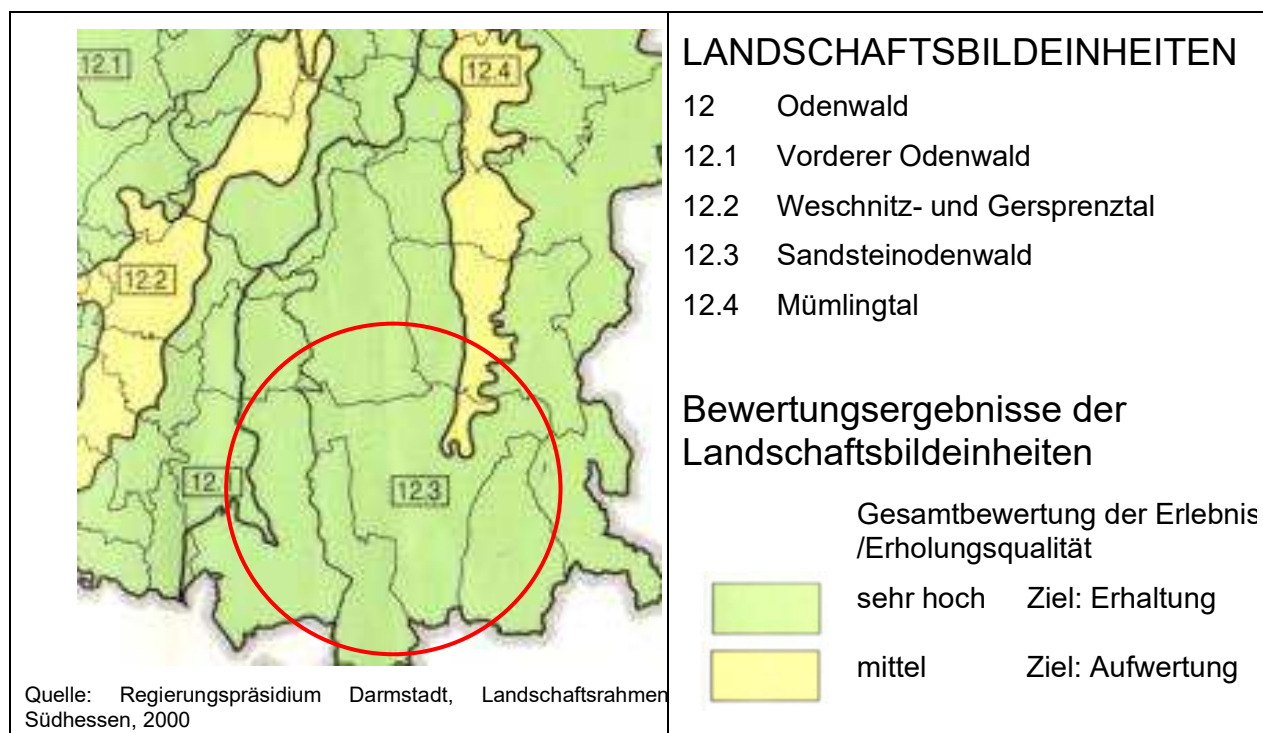 12.1
12.4
12.2
12.
12.3
Quelle: Regierungspräsidium Darmstadt, Landschaftsrahmen
Südhessen, 2000
LANDSCHAFTSBILDEINHEITEN
12 Odenwald
12.1 Vorderer Odenwald
12.2 Weschnitz- und Gersprenztal
12.3 Sandsteinodenwald
12.4 Mümlingtal
Bewertungsergebnisse der
Landschaftsbildeinheiten
Gesamtbewertung der Erlebnis
/Erholungsqualität
sehr hoch Ziel: Erhaltung
mittel Ziel: Aufwertung